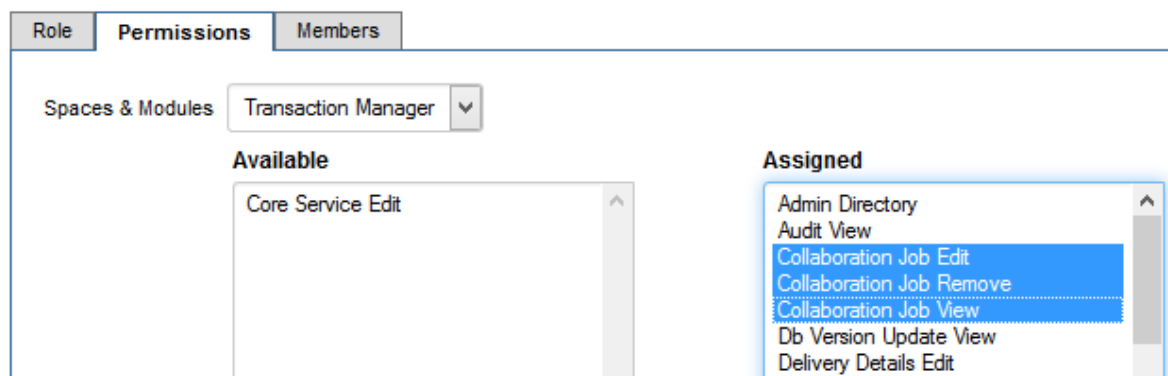 Role Permissions Members
Spaces & Modules Transaction Manager
Available Assigned
Core Service Edit
Admin Directory
Audit View
Collaboration Job Edit
Collaboration Job Remove
Collaboration Job View
Db Version Update View
Delivery Details Edit